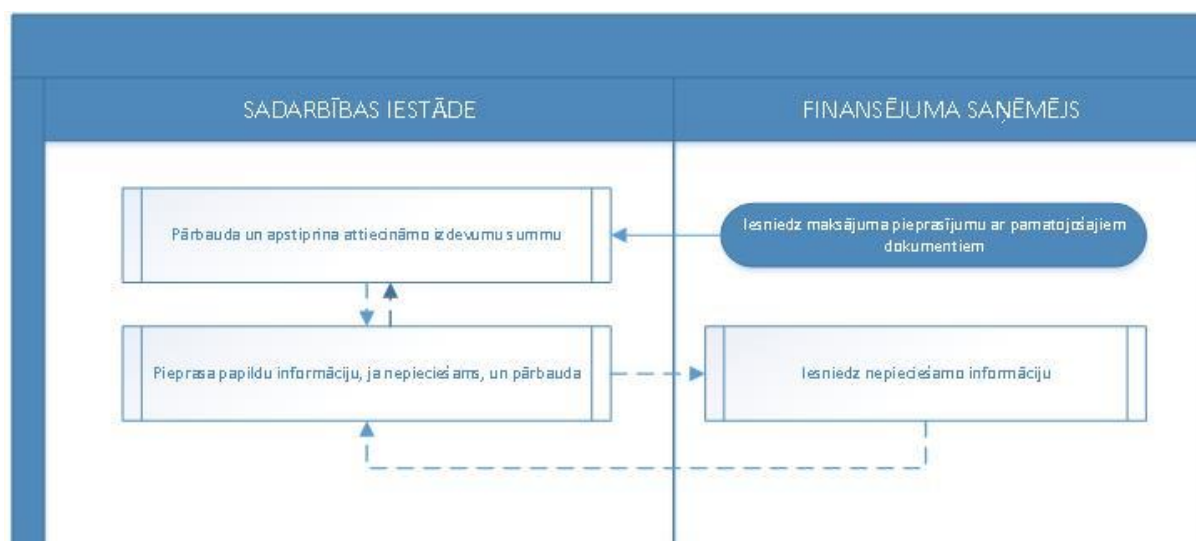 SADARBĪBAS IESTĀDE
FINANSĒJUMA SAŅĒMĒJS
Pārbauda un apstiprina attiecināmo izdevumu summu
Iesniedz maksājuma pieprasījumu ar pamatojošajiem
dokumentiem
Pieprasa papildu informāciju, ja nepieciešams, un pārbauda
Iesniedz nepieciešamo informāciju